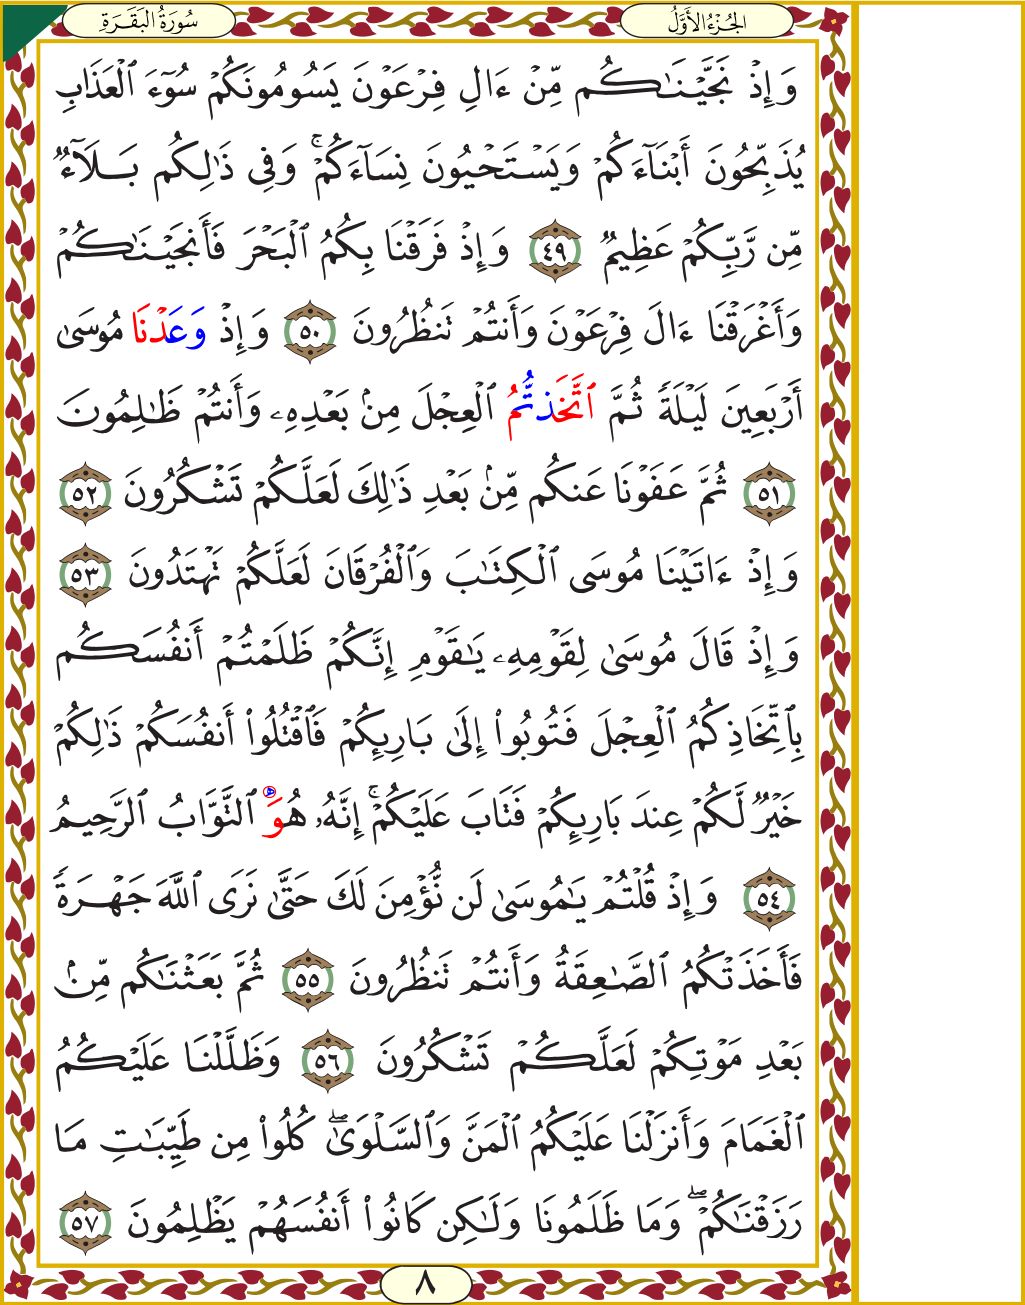 سُورَةُ البَقَرَةِ
الجُزْءُ الأَوَّلُ
وَإِذْ نَجَّيْنَٰكُم مِّنْ ءَالِ فِرْعَوْنَ يَسُومُونَكُمْ سُوٓءَ ٱلْعَذَابِ
يُذَبِّحُونَ أَبْنَآءَكُمْ وَيَسْتَحْيُونَ نِسَآءَكُمْ ۚ وَفِى ذَٰلِكُم بَلَآءٌ
مِّن رَّبِّكُمْ عَظِيمٌ ٤٩ وَإِذْ فَرَقْنَا بِكُمُ ٱلْبَحْرَ فَأَنجَيْنَٰكُمْ
وَأَغْرَقْنَا ءَالَ فِرْعَوْنَ وَأَنتُمْ تَنظُرُونَ ٥٠ وَإِذْ وَعَدْنَا مُوسَىٰ
أَرْبَعِينَ لَيْلَةً ثُمَّ ٱتَّخَذتُّمُ ٱلْعِجْلَ مِنۢ بَعْدِهِۦ وَأَنتُمْ ظَٰلِمُونَ
٥١ ثُمَّ عَفَوْنَا عَنكُم مِّنۢ بَعْدِ ذَٰلِكَ لَعَلَّكُمْ تَشْكُرُونَ ٥٢
وَإِذْ ءَاتَيْنَا مُوسَى ٱلْكِتَٰبَ وَٱلْفُرْقَانَ لَعَلَّكُمْ تَهْتَدُونَ ٥٣
وَإِذْ قَالَ مُوسَىٰ لِقَوْمِهِۦ يَٰقَوْمِ إِنَّكُمْ ظَلَمْتُمْ أَنفُسَكُم
بِٱتِّخَاذِكُمُ ٱلْعِجْلَ فَتُوبُوا۟ إِلَىٰ بَارِئِكُمْ فَٱقْتُلُوٓا۟ أَنفُسَكُمْ ذَٰلِكُمْ
خَيْرٌ لَّكُمْ عِندَ بَارِئِكُمْ فَتَابَ عَلَيْكُمْ ۚ إِنَّهُۥ هُوَ ٱلتَّوَّابُ ٱلرَّحِيمُ
٥٤ وَإِذْ قُلْتُمْ يَٰمُوسَىٰ لَن نُّؤْمِنَ لَكَ حَتَّىٰ نَرَى ٱللَّهَ جَهْرَةً
فَأَخَذَتْكُمُ ٱلصَّٰعِقَةُ وَأَنتُمْ تَنظُرُونَ ٥٥ ثُمَّ بَعَثْنَٰكُم مِّنۢ
بَعْدِ مَوْتِكُمْ لَعَلَّكُمْ تَشْكُرُونَ ٥٦ وَظَلَّلْنَا عَلَيْكُمُ
ٱلْغَمَامَ وَأَنزَلْنَا عَلَيْكُمُ ٱلْمَنَّ وَٱلسَّلْوَىٰ ۖ كُلُوا۟ مِن طَيِّبَٰتِ مَا
رَزَقْنَٰكُمْ ۖ وَمَا ظَلَمُونَا وَلَٰكِن كَانُوٓا۟ أَنفُسَهُمْ يَظْلِمُونَ ٥٧
٨